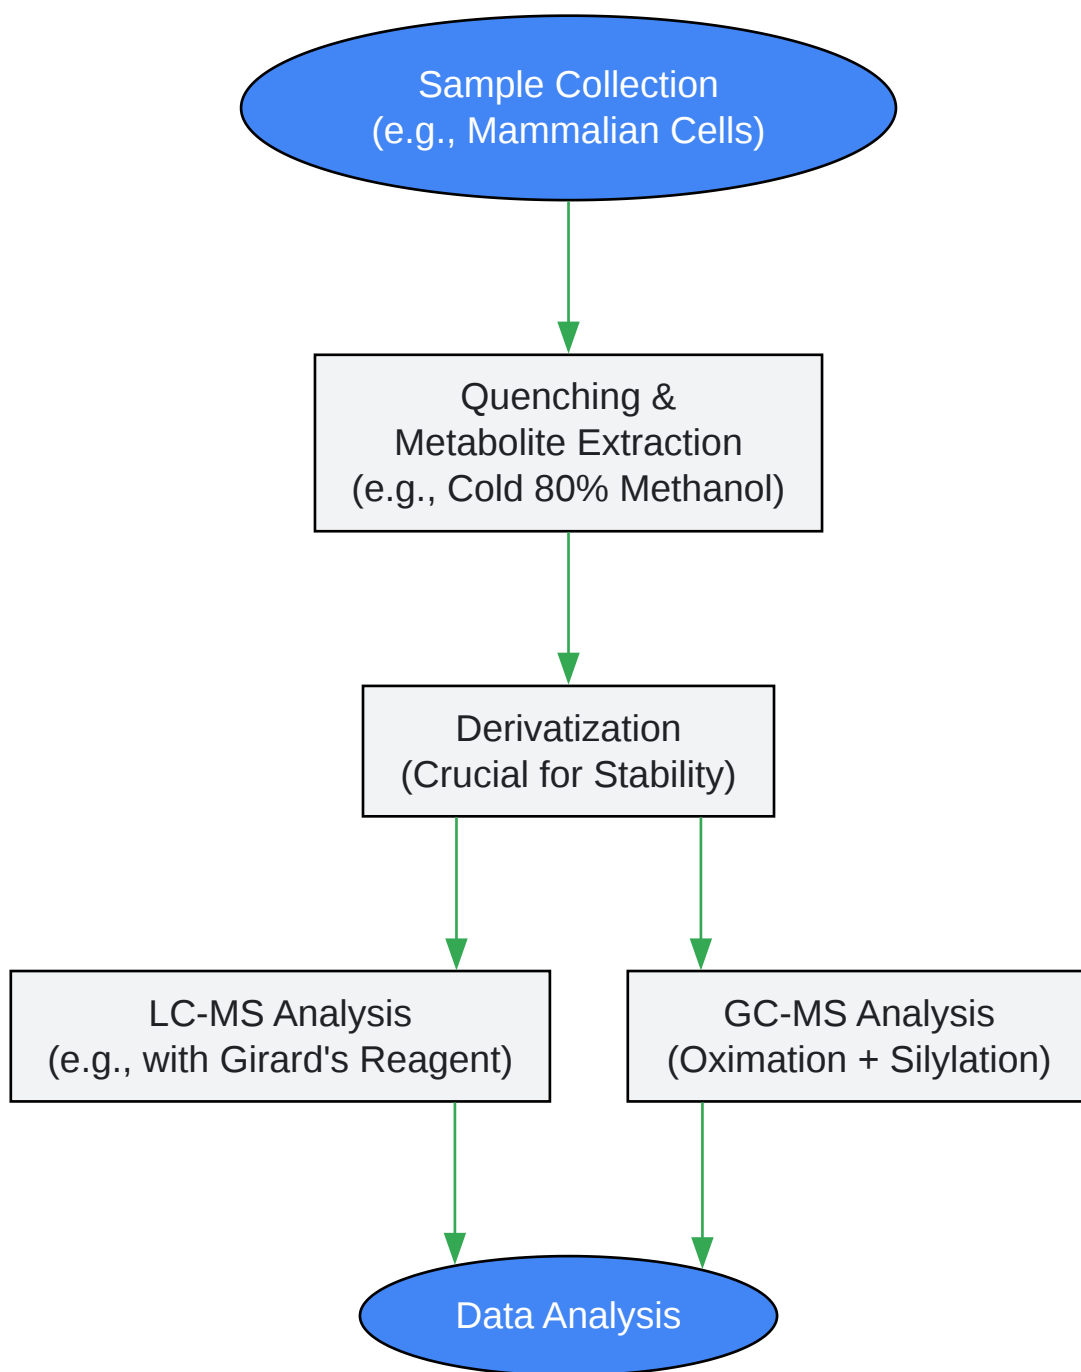 Sample Collection
(e.g., Mammalian Cells)
Quenching &
Metabolite Extraction
(e.g., Cold 80% Methanol)
Derivatization
(Crucial for Stability)
LC-MS Analysis
(e.g., with Girard's Reagent)
GC-MS Analysis
(Oximation + Silylation)
Data Analysis